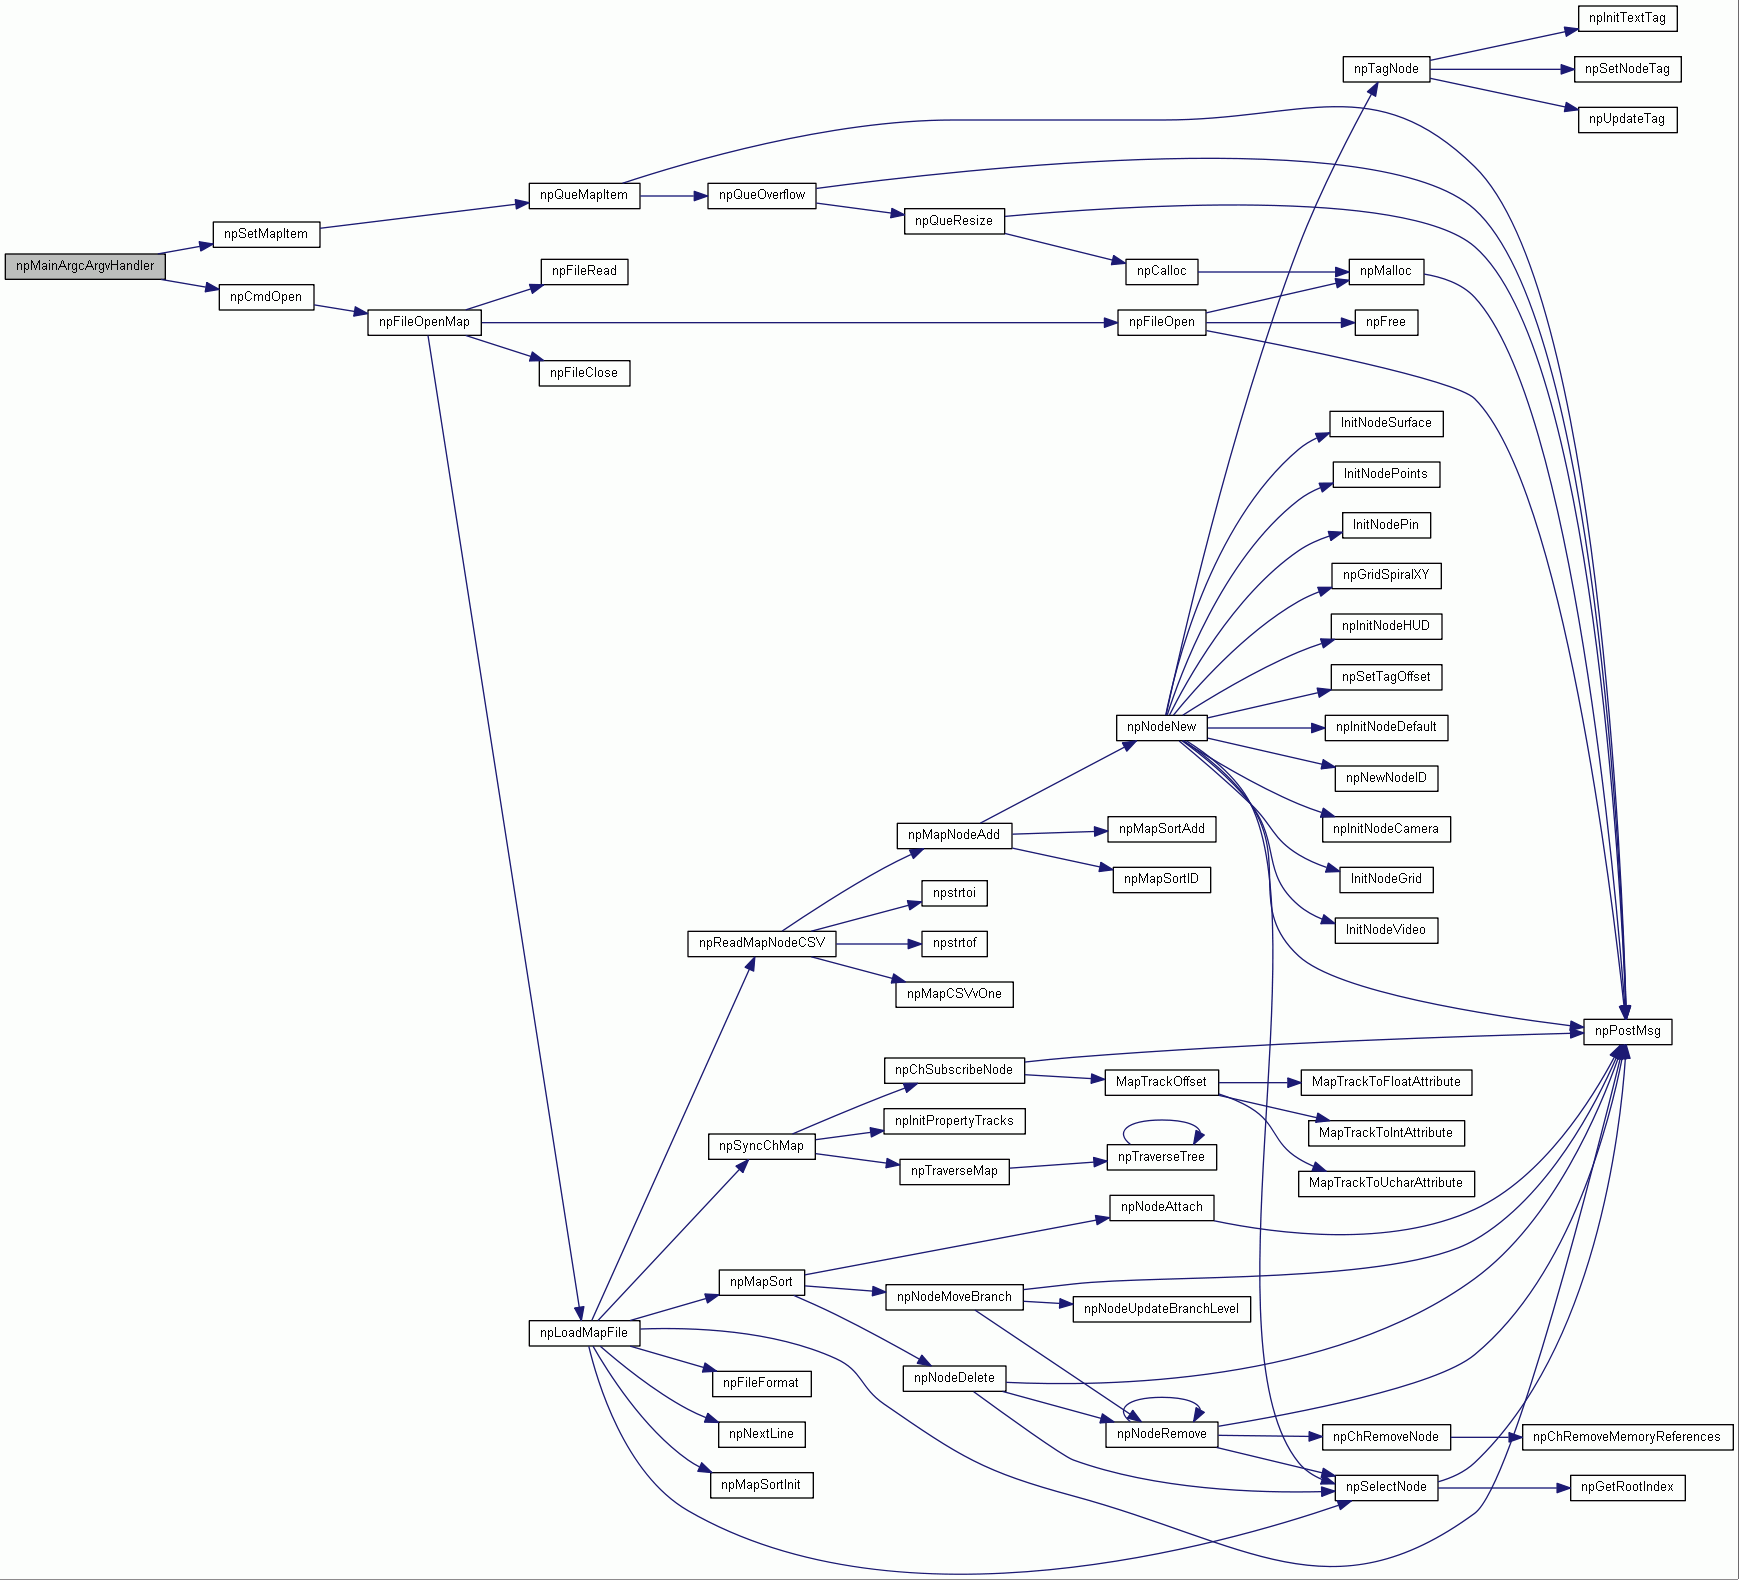 npInitTextTag
npTagNode
npSetNodeTag
npUpdateTag
npQueMapItem
npQueOverflow
npQueResize
npSetMapItem
npMainArgcArgvHandler
npFileRead
npCalloc
npMalloc
npCmdOpen
npFileOpenMap
npFileOpen
npFree
npFileClose
InitNodeSurface
InitNodePoints
InitNodePin
npGridSpiralXY
npInitNodeHUD
npSetTagOffset
npNodeNew
npInitNodeDefault
npNewNodeID
npMapNodeAdd
npMapSortAdd
npInitNodeCamera
npMapSortID
InitNodeGrid
npstrtoi
InitNodeVideo
npReadMapNodeCSV
npstrtof
npMapCSVvOne
npPostMsg
npChSubscribeNode
MapTrackOffset
MapTrackToFloatAttribute
npInitPropertyTracks
MapTrackToIntAttribute
npSyncChMap
npTraverseMap
npTraverseTree
MapTrackToUcharAttribute
npNodeAttach
npMapSort
npNodeMoveBranch
npNodeUpdateBranchLevel
npLoadMapFile
npFileFormat
npNodeDelete
npNextLine
npNodeRemove
npChRemoveNode
npChRemoveMemoryReferences
npMapSortInit
npSelectNode
npGetRootIndex